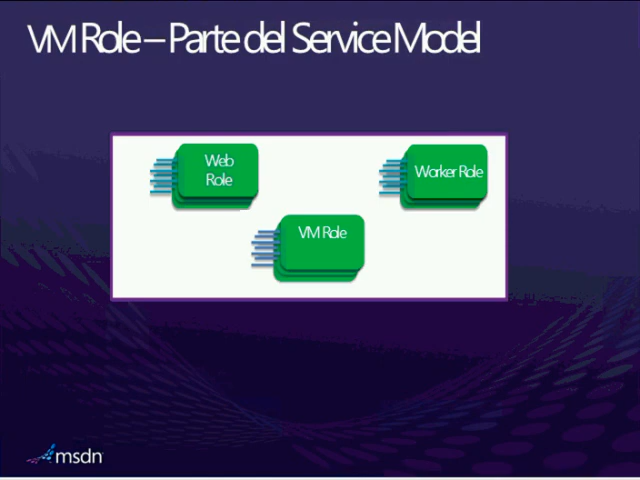 VM Role – Parte del Service Model
Web
Role
Worker Role
VM Role
msdn